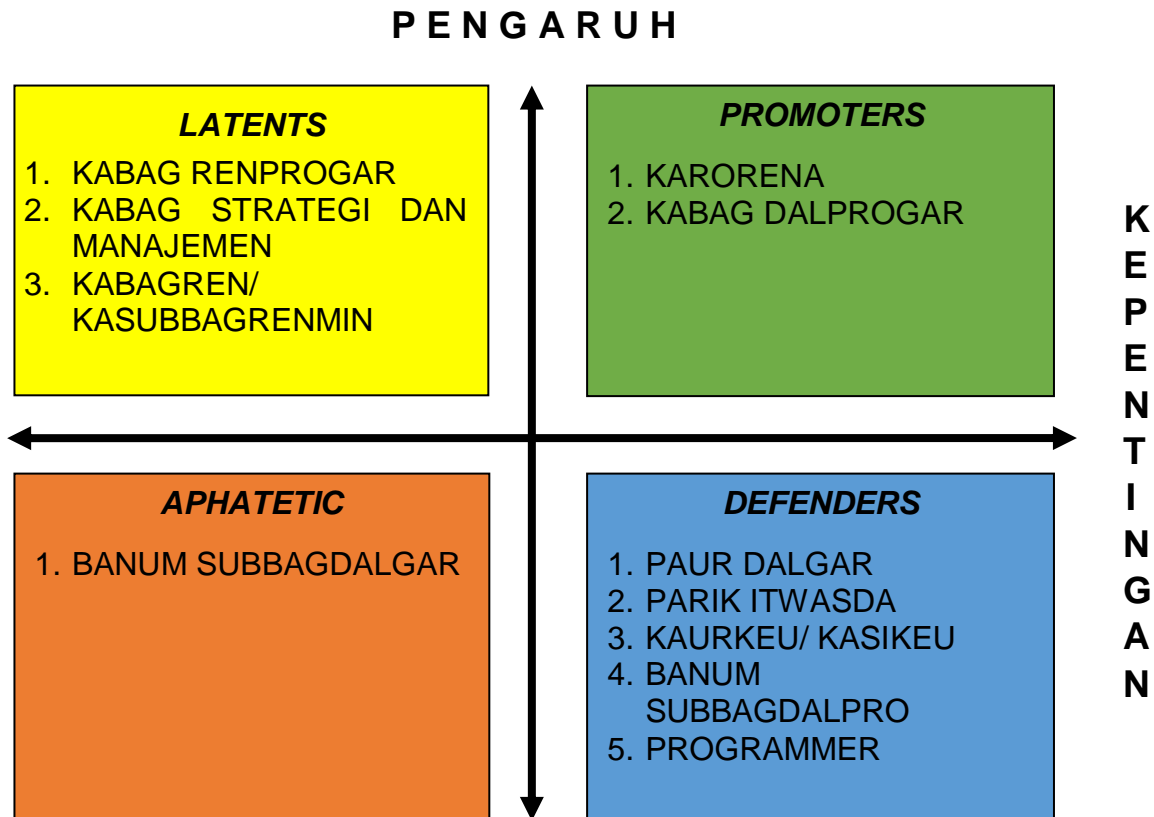 P E N G A R U H
LATENTS
1. KABAG RENPROGAR
2. KABAG STRATEGI DAN
MANAJEMEN
3. KABAGREN/
KASUBBAGRENMIN
PROMOTERS
1. KARORENA
2. KABAG DALPROGAR
K
E
P
E
N
T
I
N
G
A
N
APHATETIC
1. BANUM SUBBAGDALGAR
DEFENDERS
1. PAUR DALGAR
2. PARIK ITWASDA
3. KAURKEU/ KASIKEU
4. BANUM
SUBBAGDALPRO
5. PROGRAMMER